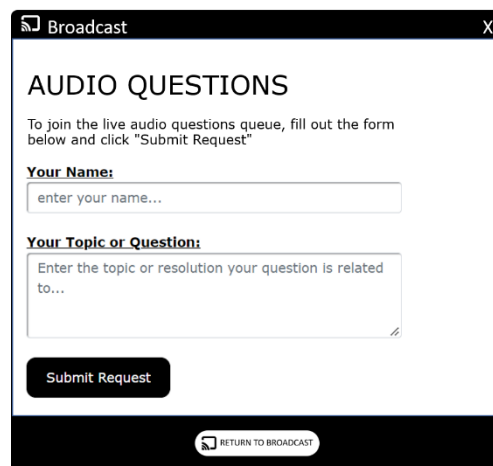 Broadcast X
AUDIO QUESTIONS
To join the live audio questions queue, fill out the form
below and click "Submit Request"
Your Name:
enter your name...
Your Topic or Question:
Enter the topic or resolution your question is related
to...
Submit Request
RETURN TO BROADCAST